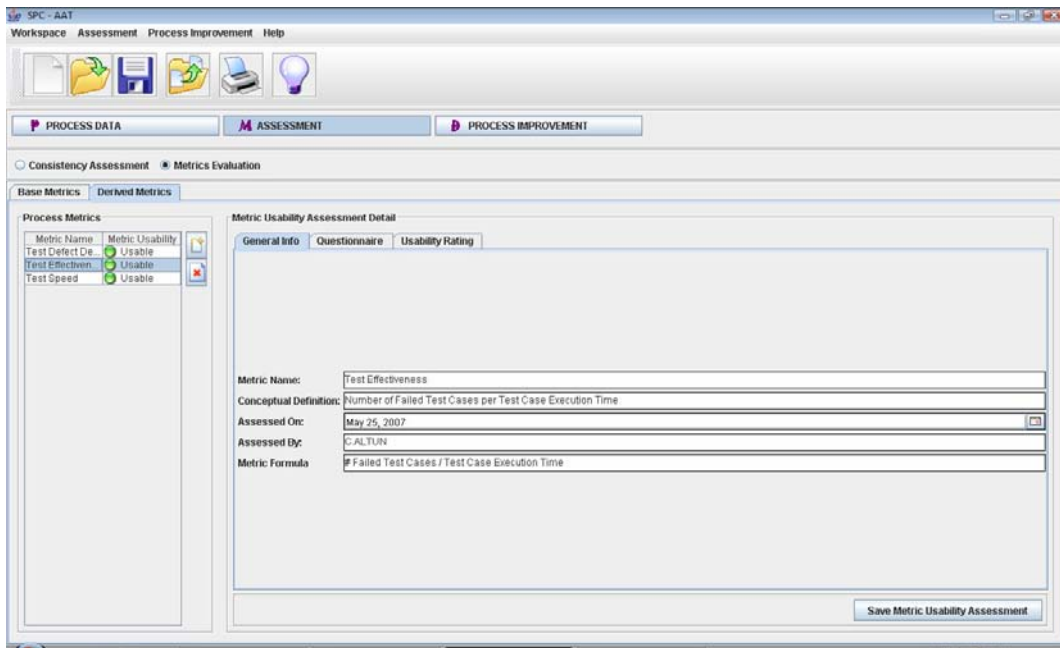 SPC - AAT
Workspace Assessment Process Improvement Help
P PROCESS DATA M ASSESSMENT PROCESS IMPROVEMENT
Consistency Assessment Metrics Evaluation
Base Metrics Derived Metrics
Process Metrics
Metric Name Metric Usability
Test Defect De... Usable
Test Effectiven... Usable
Test Speed Usable
Metric Usability Assessment Detail
General Info Questionnaire Usability Rating
Metric Name: Test Effectiveness
Conceptual Definition: Number of Failed Test Cases per Test Case Execution Time
Assessed On: May 25, 2007
Assessed By: C.ALTUN
Metric Formula # Failed Test Cases / Test Case Execution Time
Save Metric Usability Assessment